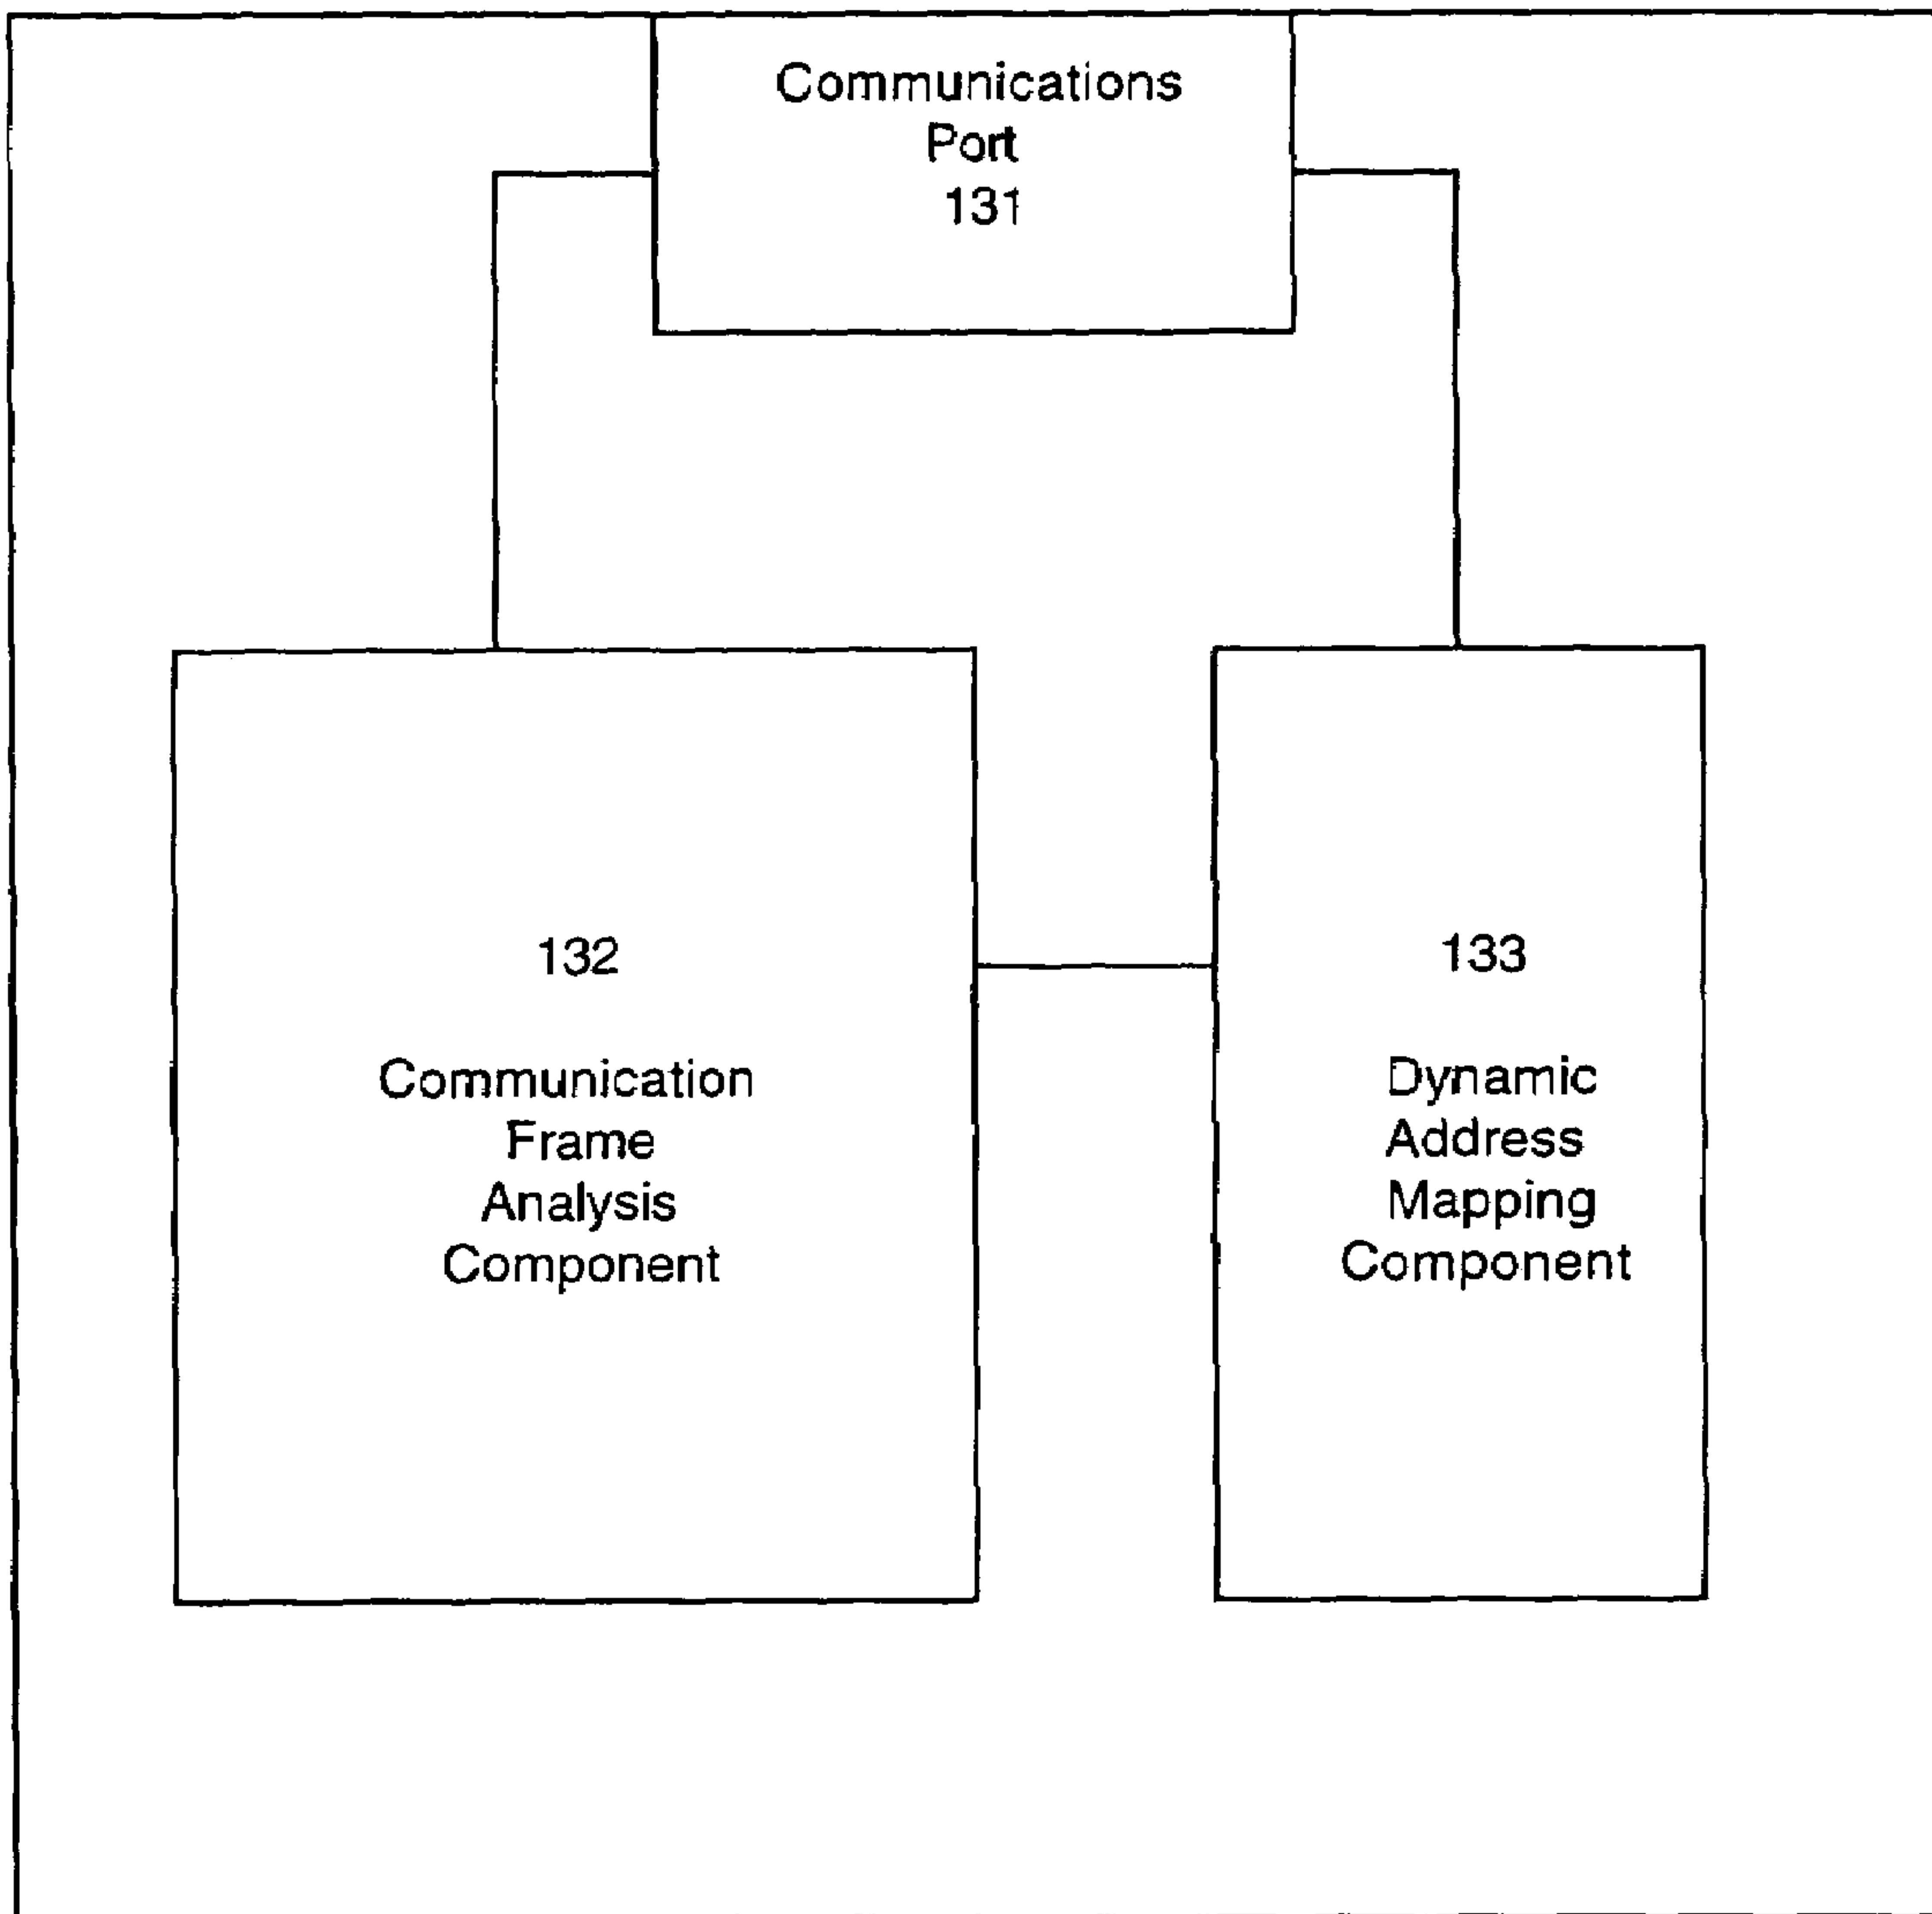 Communications
Port
131
132
Communication
Frame
Analysis
Component
133
Dynamic
Address
Mapping
Component